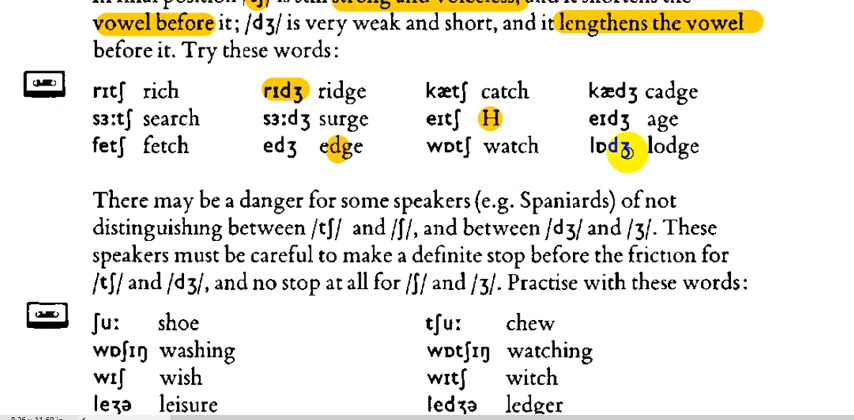 vowel before it; /dʒ/ is very weak and short, and it lengthens the vowel
before it. Try these words:
rɪtʃ rich rɪdʒ ridge kætʃ catch kædʒ cadge
sɜːtʃ search sɜːdʒ surge eɪtʃ H eɪdʒ age
fetʃ fetch edʒ edge wɒtʃ watch lɒdʒ lodge
There may be a danger for some speakers (e.g. Spaniards) of not
distinguishing between /tʃ/ and /ʃ/, and between /dʒ/ and /ʒ/. These
speakers must be careful to make a definite stop before the friction for
/tʃ/ and /dʒ/, and no stop at all for /ʃ/ and /ʒ/. Practise with these words:
ʃuː shoe tʃuː chew
wɒʃɪŋ washing wɒtʃɪŋ watching
wɪʃ wish wɪtʃ witch
leʒə leisure ledʒə ledger